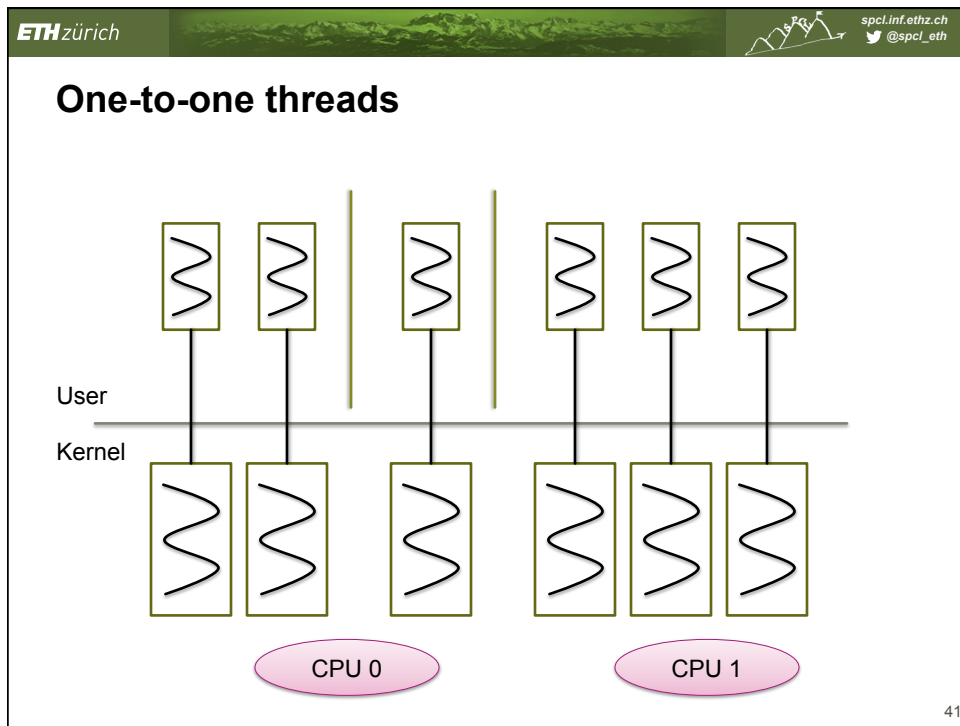 ETH zürich
spcl.inf.ethz.ch
@spcl_eth
One-to-one threads
User
Kernel
CPU 0
CPU 1
41